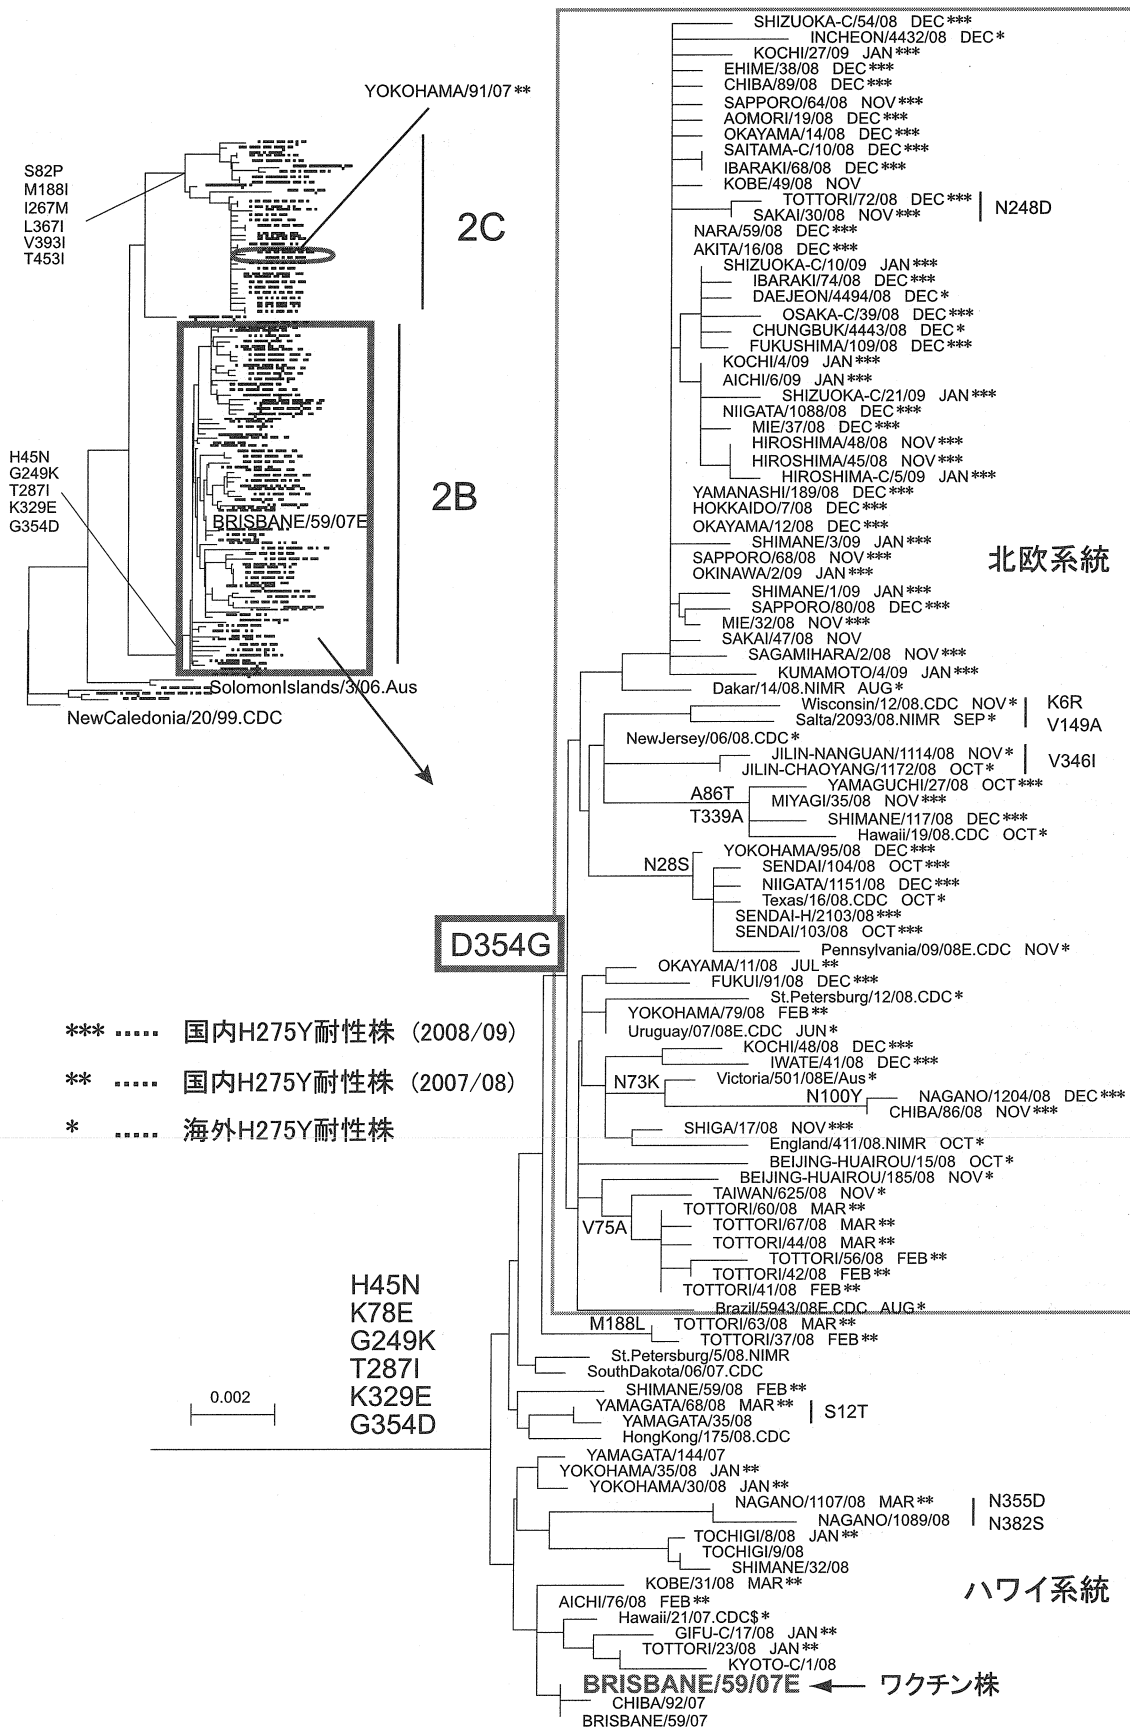 YOKOHAMA/91/07**
S82P
M188I
I267M
L367I
V393I
T453I
2C
H45N
G249K
T287I
K329E
G354D
2B
BRISBANE/59/07E
SolomonIslands/3/06.Aus
NewCaledonia/20/99.CDC
SHIZUOKA-C/54/08 DEC***
INCHEON/4432/08 DEC*
KOCHI/27/09 JAN***
EHIME/38/08 DEC***
CHIBA/89/08 DEC***
SAPPORO/64/08 NOV***
AOMORI/19/08 DEC***
OKAYAMA/14/08 DEC***
SAITAMA-C/10/08 DEC***
IBARAKI/68/08 DEC***
KOBE/49/08 NOV
TOTTORI/72/08 DEC***
SAKAI/30/08 NOV***
N248D
NARA/59/08 DEC***
AKITA/16/08 DEC***
SHIZUOKA-C/10/09 JAN***
IBARAKI/74/08 DEC***
DAEJEON/4494/08 DEC*
OSAKA-C/39/08 DEC***
CHUNGBUK/4443/08 DEC*
FUKUSHIMA/109/08 DEC***
KOCHI/4/09 JAN***
AICHI/6/09 JAN***
SHIZUOKA-C/21/09 JAN***
NIIGATA/1088/08 DEC***
MIE/37/08 DEC***
HIROSHIMA/48/08 NOV***
HIROSHIMA/45/08 NOV***
HIROSHIMA-C/5/09 JAN***
YAMANASHI/189/08 DEC***
HOKKAIDO/7/08 DEC***
OKAYAMA/12/08 DEC***
SHIMANE/3/09 JAN***
SAPPORO/68/08 NOV***
OKINAWA/2/09 JAN***
北欧系統
SHIMANE/1/09 JAN***
SAPPORO/80/08 DEC***
MIE/32/08 NOV***
SAKAI/47/08 NOV
SAGAMIHARA/2/08 NOV***
KUMAMOTO/4/09 JAN***
Dakar/14/08.NIMR AUG*
Wisconsin/12/08.CDC NOV*
Salta/2093/08.NIMR SEP*
K6R
V149A
NewJersey/06/08.CDC*
JILIN-NANGUAN/1114/08 NOV*
JILIN-CHAOYANG/1172/08 OCT*
V346I
A86T
T339A
YAMAGUCHI/27/08 OCT***
MIYAGI/35/08 NOV***
SHIMANE/117/08 DEC***
Hawaii/19/08.CDC OCT*
N28S
YOKOHAMA/95/08 DEC***
SENDAI/104/08 OCT***
NIIGATA/1151/08 DEC***
Texas/16/08.CDC OCT*
SENDAI-H/2103/08***
SENDAI/103/08 OCT***
Pennsylvania/09/08E.CDC NOV*
D354G
OKAYAMA/11/08 JUL**
FUKUI/91/08 DEC***
St.Petersburg/12/08.CDC*
YOKOHAMA/79/08 FEB**
Uruguay/07/08E.CDC JUN*
KOCHI/48/08 DEC***
IWATE/41/08 DEC***
N73K
Victoria/501/08E/Aus*
N100Y
NAGANO/1204/08 DEC***
CHIBA/86/08 NOV***
SHIGA/17/08 NOV***
England/411/08.NIMR OCT*
BEIJING-HUAIROU/15/08 OCT*
BEIJING-HUAIROU/185/08 NOV*
TAIWAN/625/08 NOV*
V75A
TOTTORI/60/08 MAR**
TOTTORI/67/08 MAR**
TOTTORI/44/08 MAR**
TOTTORI/56/08 FEB**
TOTTORI/42/08 FEB**
TOTTORI/41/08 FEB**
Brazil/5943/08E.CDC AUG*
*** ..... 国内H275Y耐性株 (2008/09)
** ..... 国内H275Y耐性株 (2007/08)
* ..... 海外H275Y耐性株
H45N
K78E
G249K
T287I
K329E
G354D
0.002
M188L
TOTTORI/63/08 MAR**
TOTTORI/37/08 FEB**
St.Petersburg/5/08.NIMR
SouthDakota/06/07.CDC
SHIMANE/59/08 FEB**
YAMAGATA/68/08 MAR**
YAMAGATA/35/08
S12T
HongKong/175/08.CDC
YAMAGATA/144/07
YOKOHAMA/35/08 JAN**
YOKOHAMA/30/08 JAN**
NAGANO/1107/08 MAR**
NAGANO/1089/08
N355D
N382S
TOCHIGI/8/08 JAN**
TOCHIGI/9/08
SHIMANE/32/08
KOBE/31/08 MAR**
ハワイ系統
AICHI/76/08 FEB**
Hawaii/21/07.CDC$*
GIFU-C/17/08 JAN**
TOTTORI/23/08 JAN**
KYOTO-C/1/08
BRISBANE/59/07E ワクチン株
CHIBA/92/07
BRISBANE/59/07